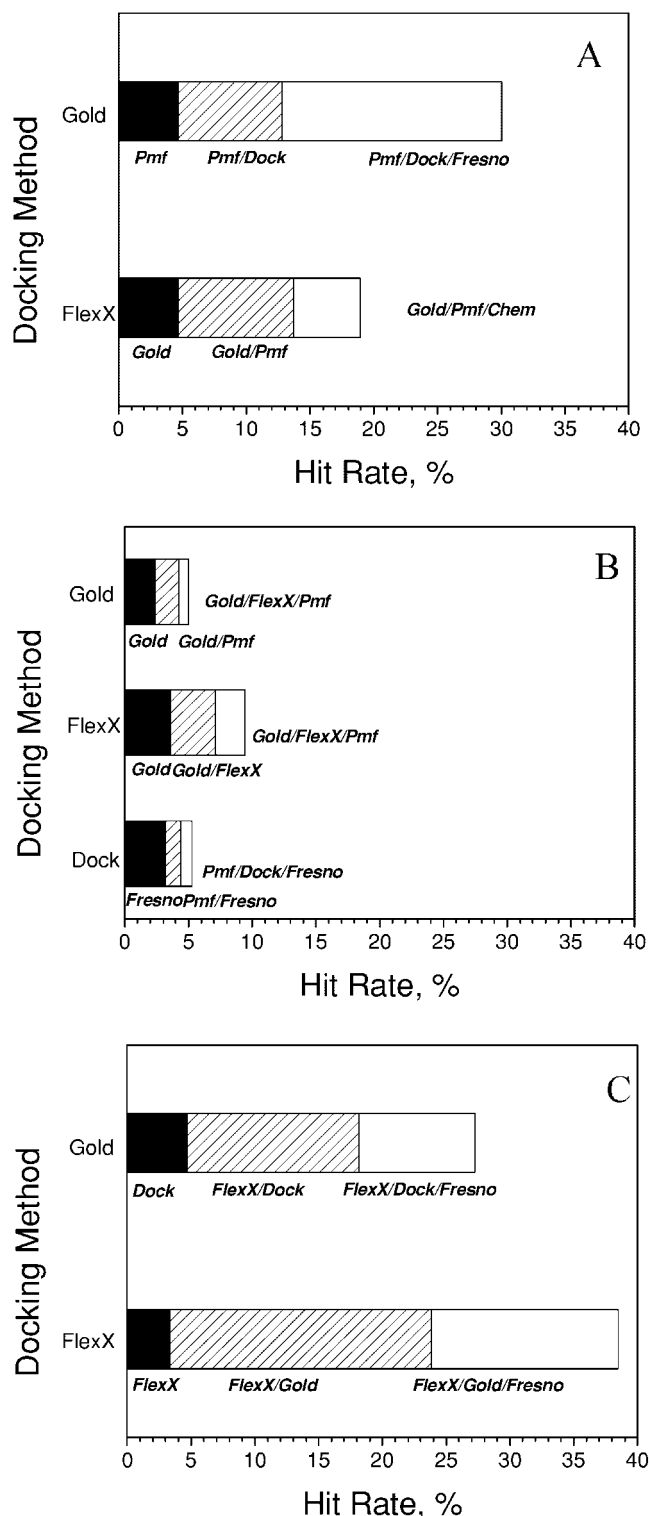 A
Docking Method
Gold
Pmf Pmf/Dock Pmf/Dock/Fresno
FlexX
Gold/Pmf/Chem
Gold Gold/Pmf
0 5 10 15 20 25 30 35 40
Hit Rate, %
B
Docking Method
Gold
Gold/FlexX/Pmf
Gold Gold/Pmf
FlexX
Gold/FlexX/Pmf
Gold Gold/FlexX
Dock
Pmf/Dock/Fresno
Fresno Pmf/Fresno
0 5 10 15 20 25 30 35 40
Hit Rate, %
C
Docking Method
Gold
Dock FlexX/Dock FlexX/Dock/Fresno
FlexX
FlexX FlexX/Gold FlexX/Gold/Fresno
0 5 10 15 20 25 30 35 40
Hit Rate, %